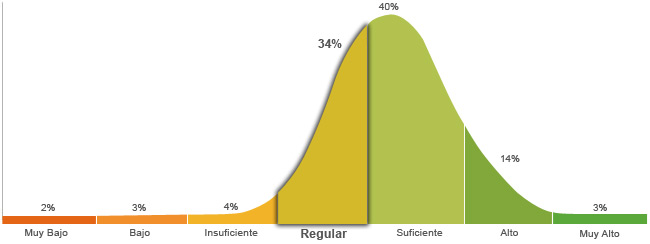 40%
34%
14%
2%
3%
4%
3%
Muy Bajo
Bajo
Insuficiente
Regular
Suficiente
Alto
Muy Alto